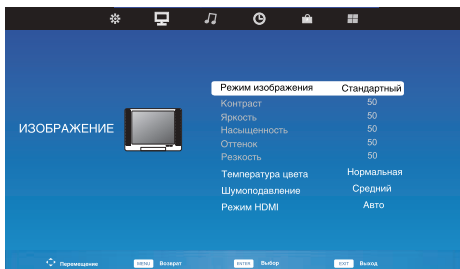 Режим изображения Стандартный
Контраст 50
Яркость 50
ИЗОБРАЖЕНИЕ
Насыщенность 50
Оттенок 50
Резкость 50
Температура цвета Нормальная
Шумоподавление Средний
Режим HDMI Авто
Перемещение MENU Возврат ENTER Выбор EXIT Выход